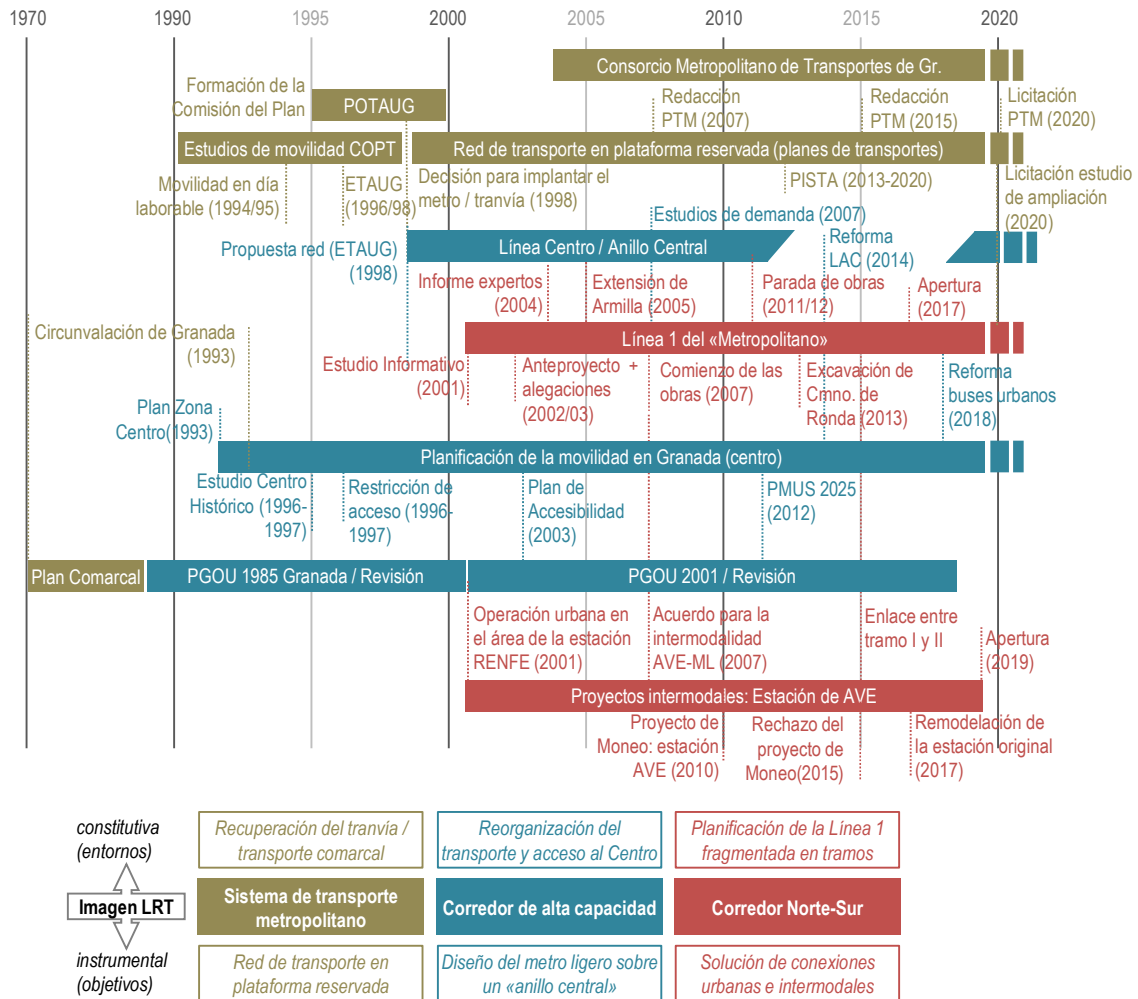 1970
1990
1995
2000
2005
2010
2015
2020
Consorcio Metropolitano de Transportes de Gr.
Formación de la
Comisión del Plan
POTAUG
Redacción
PTM (2007)
Redacción
PTM (2015)
Licitación
PTM (2020)
Estudios de movilidad COPT
Red de transporte en plataforma reservada (planes de transportes)
Movilidad en día
laborable (1994/95)
ETAUG
(1996/98)
Decisión para implantar el
metro / tranvía (1998)
PISTA (2013-2020)
Licitación estudio
de ampliación
(2020)
Estudios de demanda (2007)
Propuesta red (ETAUG)
(1998)
Línea Centro / Anillo Central
Reforma
LAC (2014)
Informe expertos
(2004)
Extensión de
Armilla (2005)
Parada de obras
(2011/12)
Apertura
(2017)
Circunvalación de Granada
(1993)
Línea 1 del «Metropolitano»
Estudio Informativo
(2001)
Anteproyecto +
alegaciones
(2002/03)
Comienzo de las
obras (2007)
Excavación de
Cmno. de
Ronda (2013)
Reforma
buses urbanos
(2018)
Plan Zona
Centro(1993)
Planificación de la movilidad en Granada (centro)
Estudio Centro
Histórico (1996-
1997)
Restricción de
acceso (1996-
1997)
Plan de
Accesibilidad
(2003)
PMUS 2025
(2012)
Plan Comarcal
PGOU 1985 Granada / Revisión
PGOU 2001 / Revisión
Operación urbana en
el área de la estación
RENFE (2001)
Acuerdo para la
intermodalidad
AVE-ML (2007)
Enlace entre
tramo I y II
Apertura
(2019)
Proyectos intermodales: Estación de AVE
Proyecto de
Moneo: estación
AVE (2010)
Rechazo del
proyecto de
Moneo(2015)
Remodelación de
la estación original
(2017)
constitutiva
(entornos)
Recuperación del tranvía /
transporte comarcal
Reorganización del
transporte y acceso al Centro
Planificación de la Línea 1
fragmentada en tramos
Imagen LRT
Sistema de transporte
metropolitano
Corredor de alta capacidad
Corredor Norte-Sur
instrumental
(objetivos)
Red de transporte en
plataforma reservada
Diseño del metro ligero sobre
un «anillo central»
Solución de conexiones
urbanas e intermodales